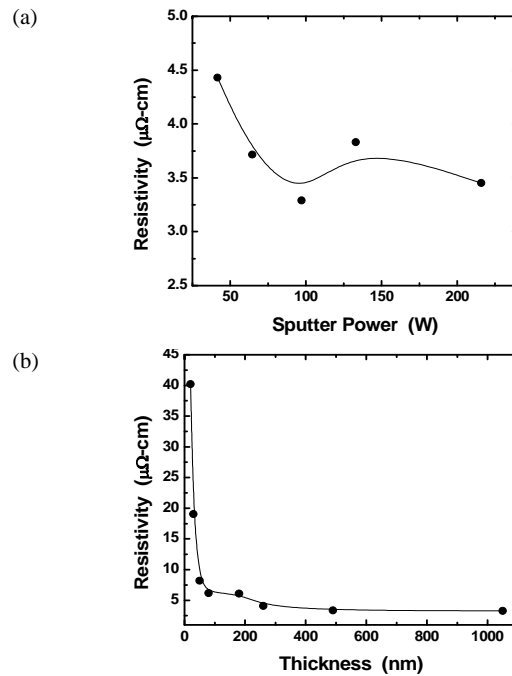 (a)
5.0
4.5
4.0
3.5
3.0
2.5
Resistivity (μΩ-cm)
50 100 150 200
Sputter Power (W)
(b)
45
40
35
30
25
20
15
10
5
Resistivity (μΩ-cm)
0 200 400 600 800 1000
Thickness (nm)